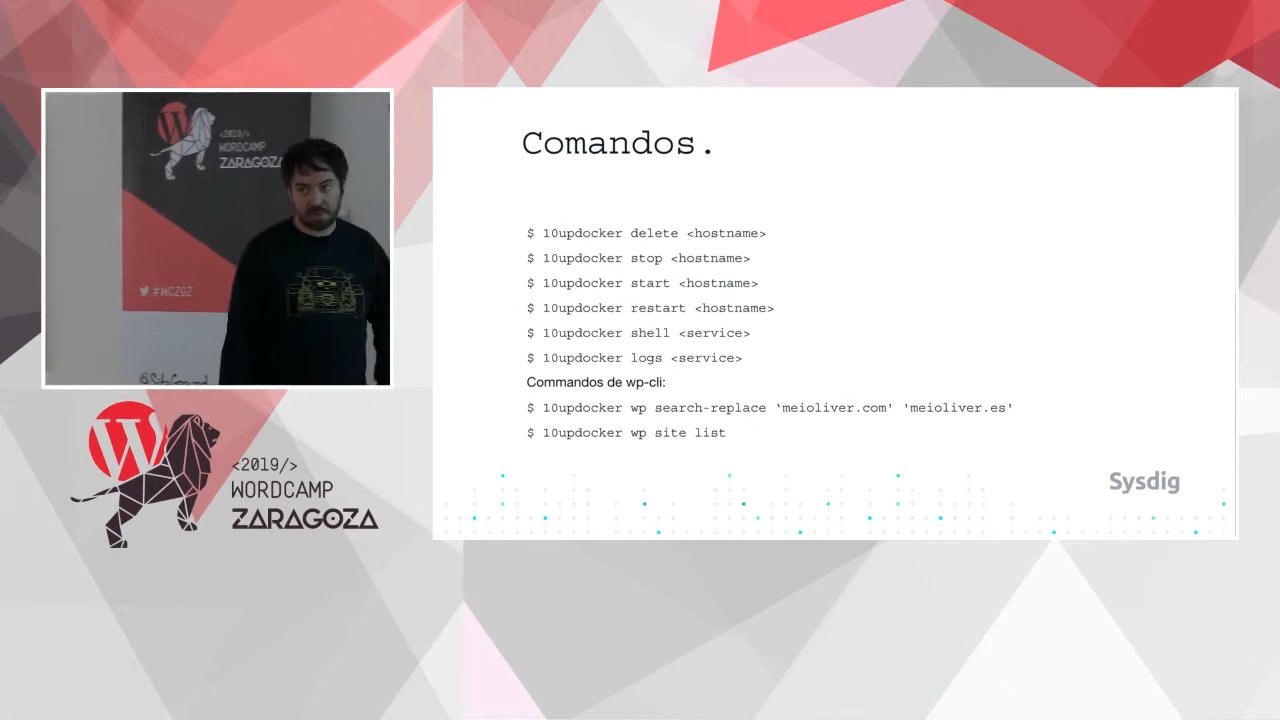 <2019/>
WORDCAMP
ZARAGOZA
#WCZGZ
W
<2019/>
WORDCAMP
ZARAGOZA
Comandos.
$ 10updocker delete <hostname>
$ 10updocker stop <hostname>
$ 10updocker start <hostname>
$ 10updocker restart <hostname>
$ 10updocker shell <service>
$ 10updocker logs <service>
Commandos de wp-cli:
$ 10updocker wp search-replace ‘meioliver.com' 'meioliver.es'
$ 10updocker wp site list
Sysdig